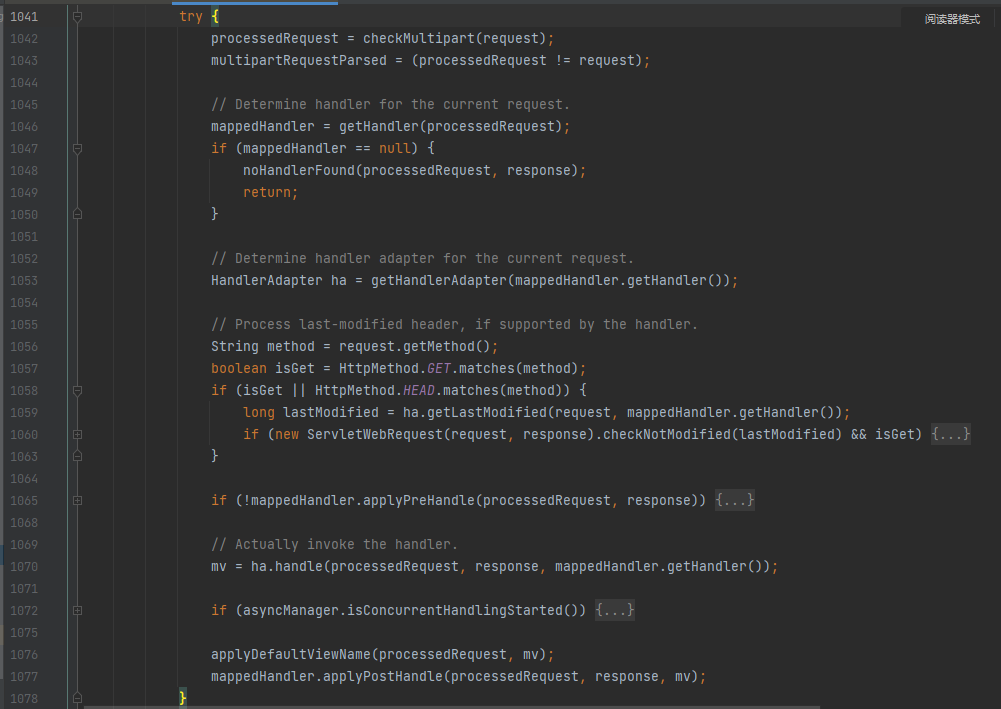 阅读器模式
1041 try {
1042 processedRequest = checkMultipart(request);
1043 multipartRequestParsed = (processedRequest != request);
1044
1045 // Determine handler for the current request.
1046 mappedHandler = getHandler(processedRequest);
1047 if (mappedHandler == null) {
1048 noHandlerFound(processedRequest, response);
1049 return;
1050 }
1051
1052 // Determine handler adapter for the current request.
1053 HandlerAdapter ha = getHandlerAdapter(mappedHandler.getHandler());
1054
1055 // Process last-modified header, if supported by the handler.
1056 String method = request.getMethod();
1057 boolean isGet = HttpMethod.GET.matches(method);
1058 if (isGet || HttpMethod.HEAD.matches(method)) {
1059 long lastModified = ha.getLastModified(request, mappedHandler.getHandler());
1060 if (new ServletWebRequest(request, response).checkNotModified(lastModified) && isGet) {...}
1063 }
1064
1065 if (!mappedHandler.applyPreHandle(processedRequest, response)) {...}
1068
1069 // Actually invoke the handler.
1070 mv = ha.handle(processedRequest, response, mappedHandler.getHandler());
1071
1072 if (asyncManager.isConcurrentHandlingStarted()) {...}
1075
1076 applyDefaultViewName(processedRequest, mv);
1077 mappedHandler.applyPostHandle(processedRequest, response, mv);
1078 }